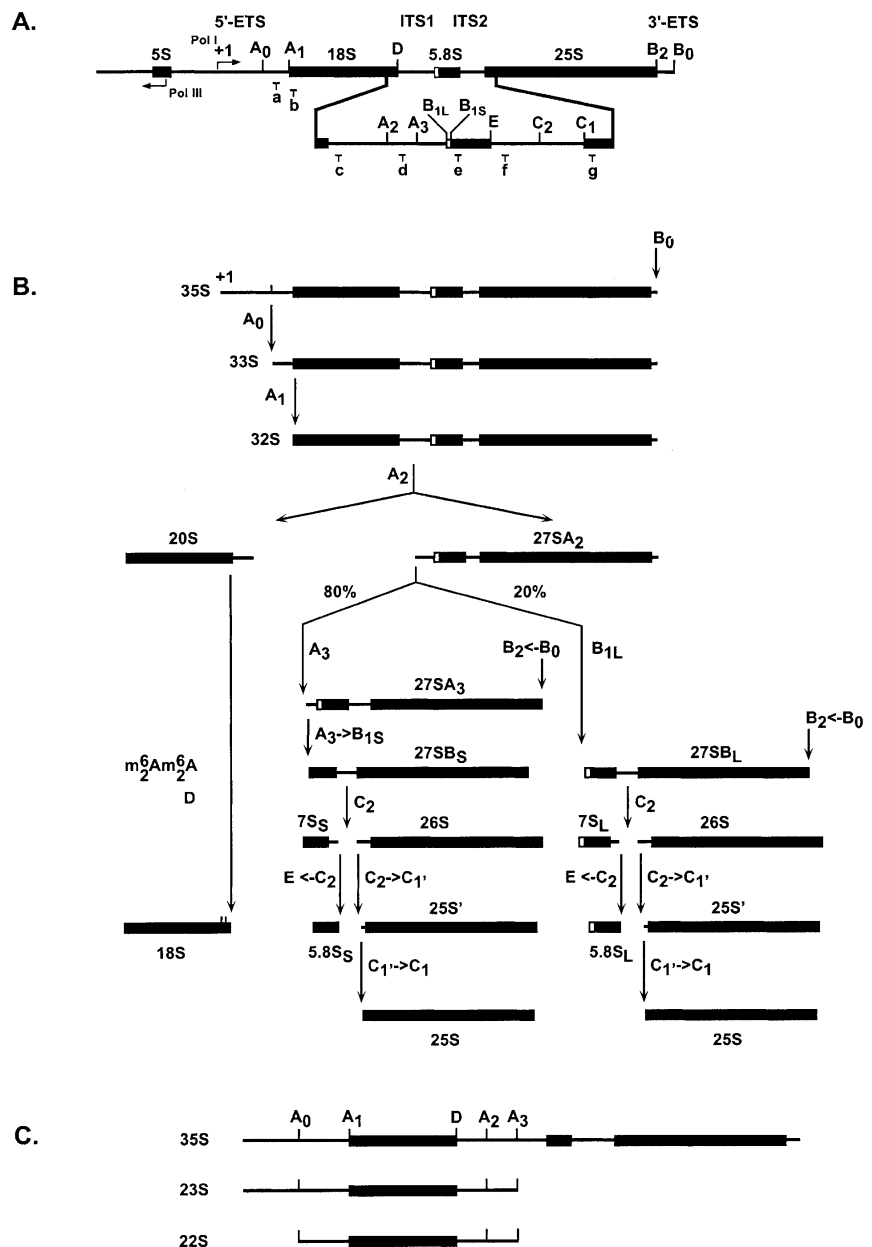 A.
5'-ETS ITS1 ITS2 3'-ETS
Pol I +1 A0 A1 18S D 5.8S 25S B2 B0
5S
Pol III a b
B1L B1S
A2 A3 E C2 C1
c d e f g
B.
B0
+1
35S
A0
33S
A1
32S
A2
20S 27SA2
80% 20%
A3 B2<-B0 B1L
27SA3
A3->B1S B2<-B0
m62Am62A 27SBS 27SBL
D
C2 C2
7SS 26S 7SL 26S
E <-C2 C2->C1' E <-C2 C2->C1'
25S' 25S'
18S 5.8SS 5.8SL
C1'->C1 C1'->C1
25S 25S
C.
A0 A1 D A2 A3
35S
23S
22S